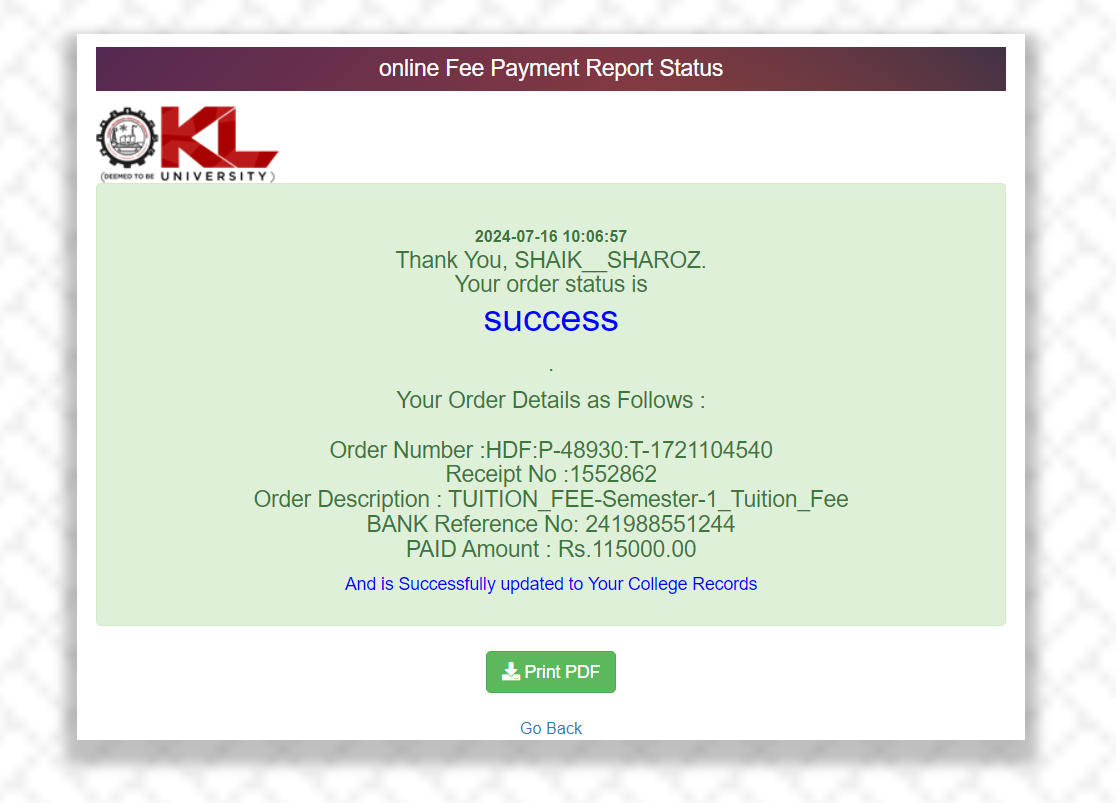 online Fee Payment Report Status
KL
(DEEMED TO BE UNIVERSITY)
2024-07-16 10:06:57
Thank You, SHAIK__SHAROZ.
Your order status is
success
.
Your Order Details as Follows :
Order Number :HDF:P-48930:T-1721104540
Receipt No :1552862
Order Description : TUITION_FEE-Semester-1_Tuition_Fee
BANK Reference No: 241988551244
PAID Amount : Rs.115000.00
And is Successfully updated to Your College Records
Print PDF
Go Back